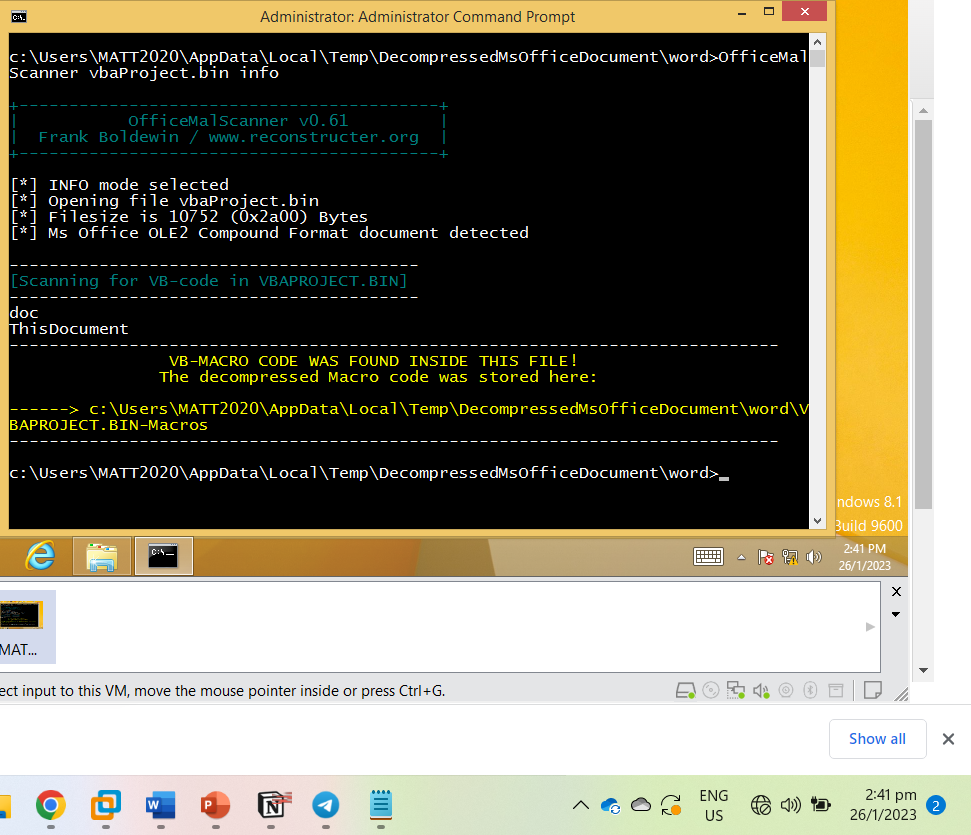 Administrator: Administrator Command Prompt
c:\Users\MATT2020\AppData\Local\Temp\DecompressedMsOfficeDocument\word>OfficeMal
Scanner vbaProject.bin info
+------------------------------------------+
| OfficeMalScanner v0.61 |
| Frank Boldewin / www.reconstructer.org |
+------------------------------------------+
[*] INFO mode selected
[*] Opening file vbaProject.bin
[*] Filesize is 10752 (0x2a00) Bytes
[*] Ms Office OLE2 Compound Format document detected
-----------------------------------------
[Scanning for VB-code in VBAPROJECT.BIN]
-----------------------------------------
doc
ThisDocument
-----------------------------------------------------------------------------
VB-MACRO CODE WAS FOUND INSIDE THIS FILE!
The decompressed Macro code was stored here:
------> c:\Users\MATT2020\AppData\Local\Temp\DecompressedMsOfficeDocument\word\V
BAPROJECT.BIN-Macros
-----------------------------------------------------------------------------
c:\Users\MATT2020\AppData\Local\Temp\DecompressedMsOfficeDocument\word>_
ndows 8.1
Build 9600
2:41 PM
26/1/2023
MAT...
ect input to this VM, move the mouse pointer inside or press Ctrl+G.
Show all
ENG
US
2:41 pm
26/1/2023
2